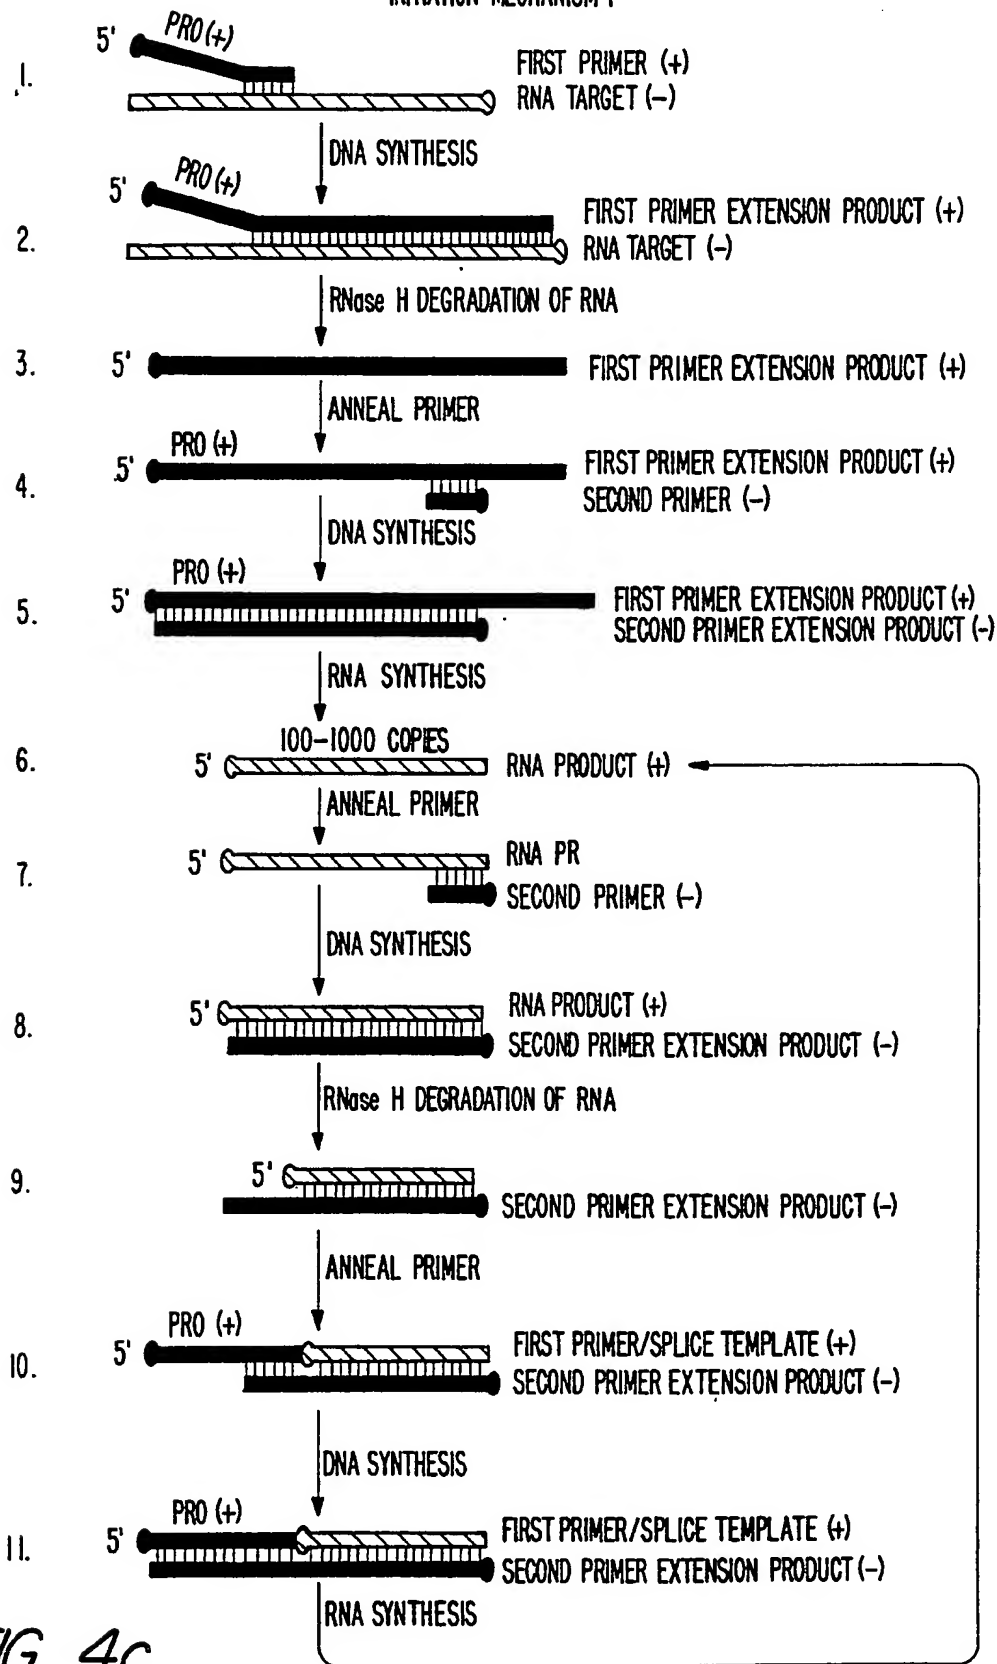 INITIATION MECHANISM I
1.
5' PRO (+)
FIRST PRIMER (+)
RNA TARGET (-)
DNA SYNTHESIS
2.
5' PRO (+)
FIRST PRIMER EXTENSION PRODUCT (+)
RNA TARGET (-)
RNase H DEGRADATION OF RNA
3.
5'
FIRST PRIMER EXTENSION PRODUCT (+)
ANNEAL PRIMER
4.
PRO (+)
5'
FIRST PRIMER EXTENSION PRODUCT (+)
SECOND PRIMER (-)
DNA SYNTHESIS
5.
PRO (+)
5'
FIRST PRIMER EXTENSION PRODUCT (+)
SECOND PRIMER EXTENSION PRODUCT (-)
RNA SYNTHESIS
6.
100-1000 COPIES
5'
RNA PRODUCT (+)
ANNEAL PRIMER
7.
5'
RNA PR
SECOND PRIMER (-)
DNA SYNTHESIS
8.
5'
RNA PRODUCT (+)
SECOND PRIMER EXTENSION PRODUCT (-)
RNase H DEGRADATION OF RNA
9.
5'
SECOND PRIMER EXTENSION PRODUCT (-)
ANNEAL PRIMER
10.
PRO (+)
5'
FIRST PRIMER/SPLICE TEMPLATE (+)
SECOND PRIMER EXTENSION PRODUCT (-)
DNA SYNTHESIS
11.
PRO (+)
5'
FIRST PRIMER/SPLICE TEMPLATE (+)
SECOND PRIMER EXTENSION PRODUCT (-)
RNA SYNTHESIS
FIG. 4c